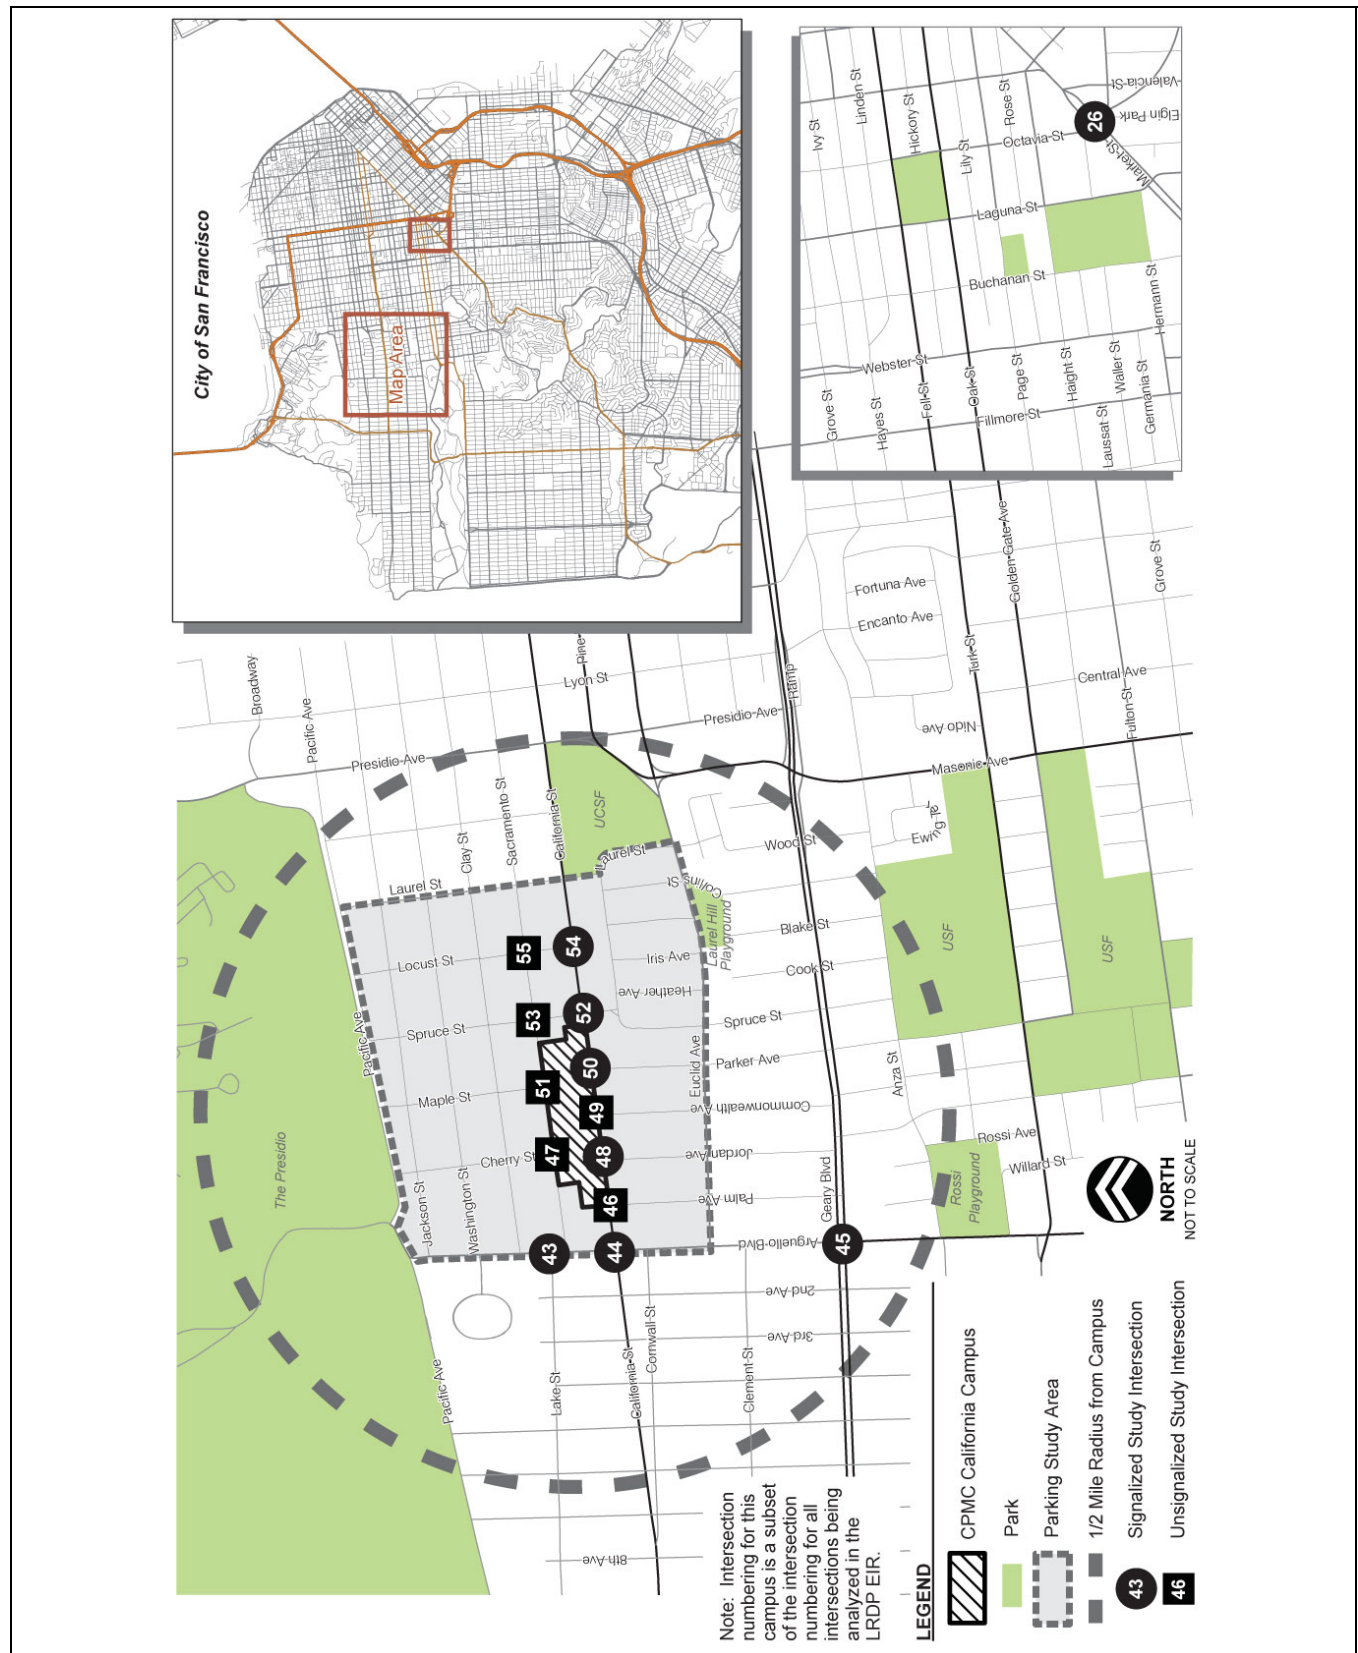 City of San Francisco
Map Area
Ivy St
Linden St
Hickory St
Lily St
Rose St
Octavia St
Valencia St
Elgin Park
Market St
26
Laguna St
Buchanan St
Webster St
Fillmore St
Grove St
Hayes St
Fell St
Oak St
Page St
Haight St
Laussat St
Waller St
Germania St
Hermann St
Broadway
Pacific Ave
Presidio Ave
Lyon St
Pine
Presidio Ave
Ramp
Fortuna Ave
Encanto Ave
Turk St
Golden Gate Ave
Grove St
Central Ave
Fulton St
Nido Ave
Masonic Ave
Clay St
Sacramento St
California St
UCSF
Laurel St
Laurel St
Collins St
Wood St
Laurel Hill
Playground
Blake St
Cook St
USF
USF
Locust St
Iris Ave
Heather Ave
Spruce St
Spruce St
Pacific Ave
Maple St
Euclid Ave
Parker Ave
Anza St
Commonwealth Ave
Cherry St
Jordan Ave
Palm Ave
Rossi Ave
Willard St
Rossi
Playground
The Presidio
Jackson St
Washington St
Geary Blvd
Arguello Blvd
2nd Ave
3rd Ave
Cornwall St
California St
Clement St
Lake St
Pacific Ave
8th Ave
55
54
53
52
51
50
49
48
47
46
43
44
45
NORTH
NOT TO SCALE
Note: Intersection
numbering for this
campus is a subset
of the intersection
numbering for all
intersections being
analyzed in the
LRDP EIR.
LEGEND
CPMC California Campus
Park
Parking Study Area
1/2 Mile Radius from Campus
43
Signalized Study Intersection
46
Unsignalized Study Intersection